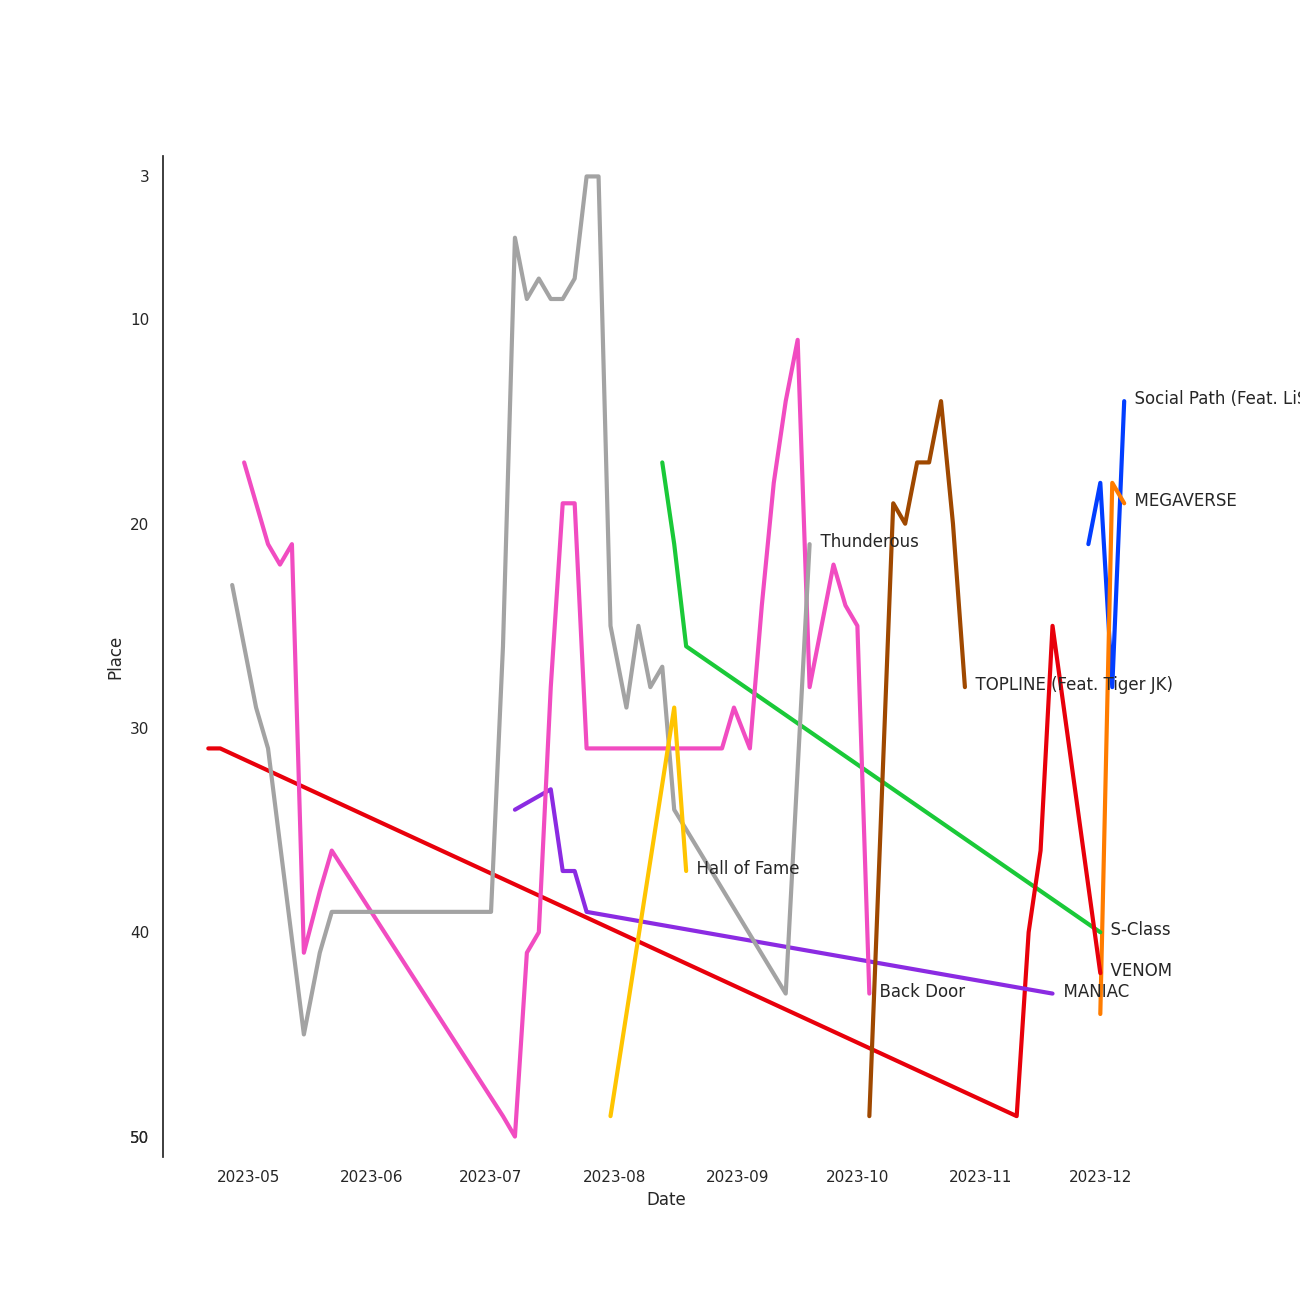 3
10
20
30
40
50
Place
Social Path (Feat. LiS
MEGAVERSE
Thunderous
TOPLINE (Feat. Tiger JK)
Hall of Fame
S-Class
VENOM
Back Door
MANIAC
2023-05
2023-06
2023-07
2023-08
2023-09
2023-10
2023-11
2023-12
Date